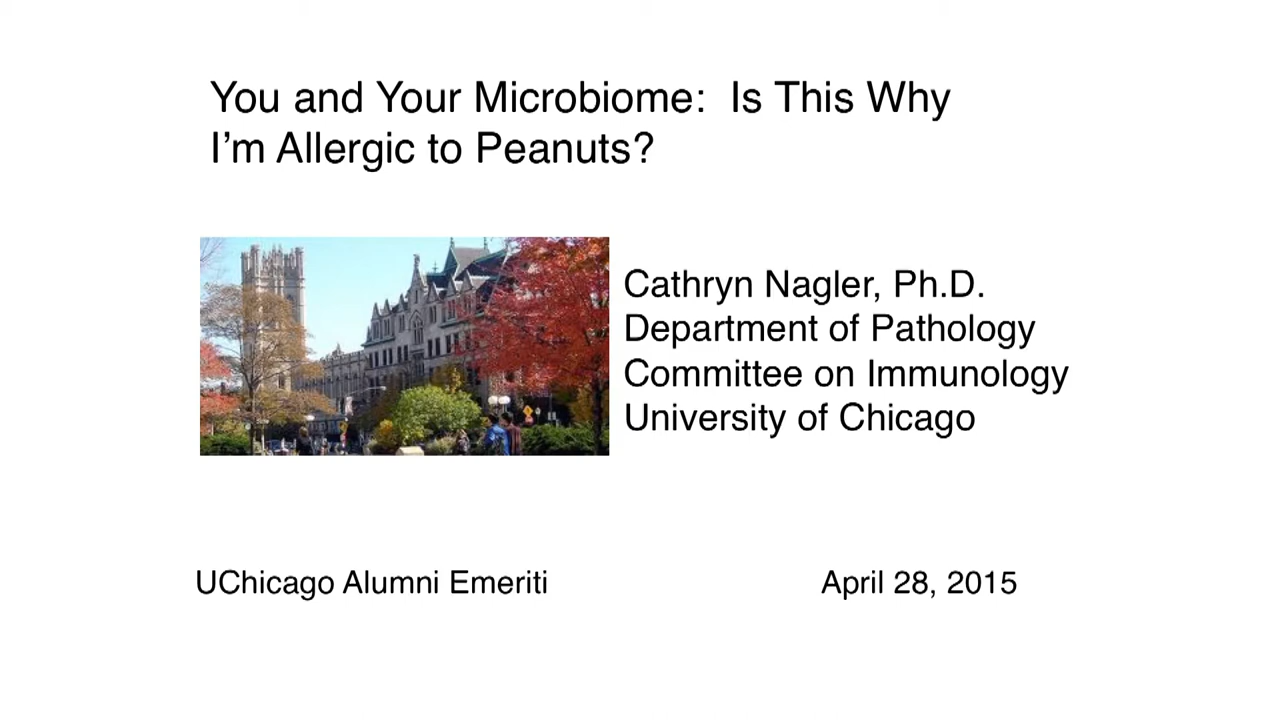 You and Your Microbiome: Is This Why
I'm Allergic to Peanuts?
Cathryn Nagler, Ph.D.
Department of Pathology
Committee on Immunology
University of Chicago
UChicago Alumni Emeriti
April 28, 2015